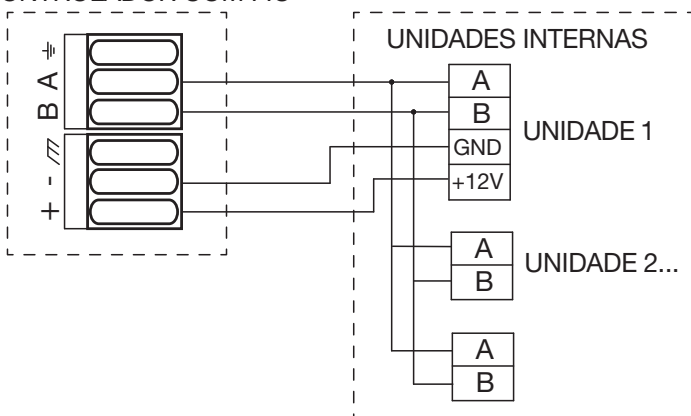 UNIDADES INTERNAS
A
B
- +
A
B
GND
+12V
UNIDADE 1
A
B
UNIDADE 2...
A
B